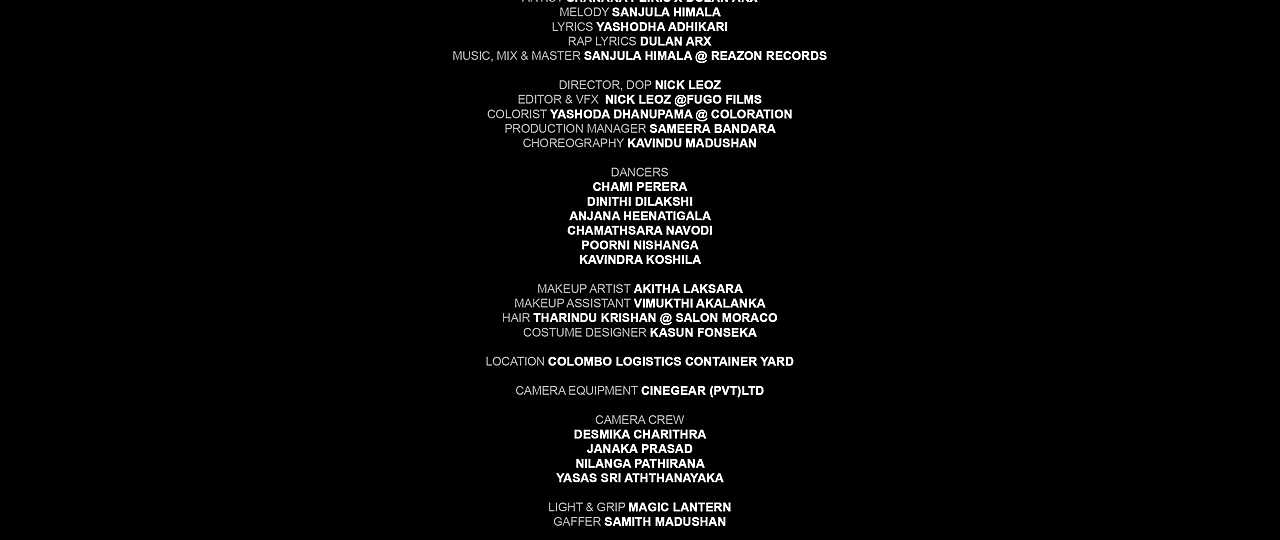 MELODY SANJULA HIMALA
LYRICS YASHODHA ADHIKARI
RAP LYRICS DULAN ARX
MUSIC, MIX & MASTER SANJULA HIMALA @ REAZON RECORDS
DIRECTOR, DOP NICK LEOZ
EDITOR & VFX NICK LEOZ @FUGO FILMS
COLORIST YASHODA DHANUPAMA @ COLORATION
PRODUCTION MANAGER SAMEERA BANDARA
CHOREOGRAPHY KAVINDU MADUSHAN
DANCERS
CHAMI PERERA
DINITHI DILAKSHI
ANJANA HEENATIGALA
CHAMATHSARA NAVODI
POORNI NISHANGA
KAVINDRA KOSHILA
MAKEUP ARTIST AKITHA LAKSARA
MAKEUP ASSISTANT VIMUKTHI AKALANKA
HAIR THARINDU KRISHAN @ SALON MORACO
COSTUME DESIGNER KASUN FONSEKA
LOCATION COLOMBO LOGISTICS CONTAINER YARD
CAMERA EQUIPMENT CINEGEAR (PVT)LTD
CAMERA CREW
DESMIKA CHARITHRA
JANAKA PRASAD
NILANGA PATHIRANA
YASAS SRI ATHTHANAYAKA
LIGHT & GRIP MAGIC LANTERN
GAFFER SAMITH MADUSHAN